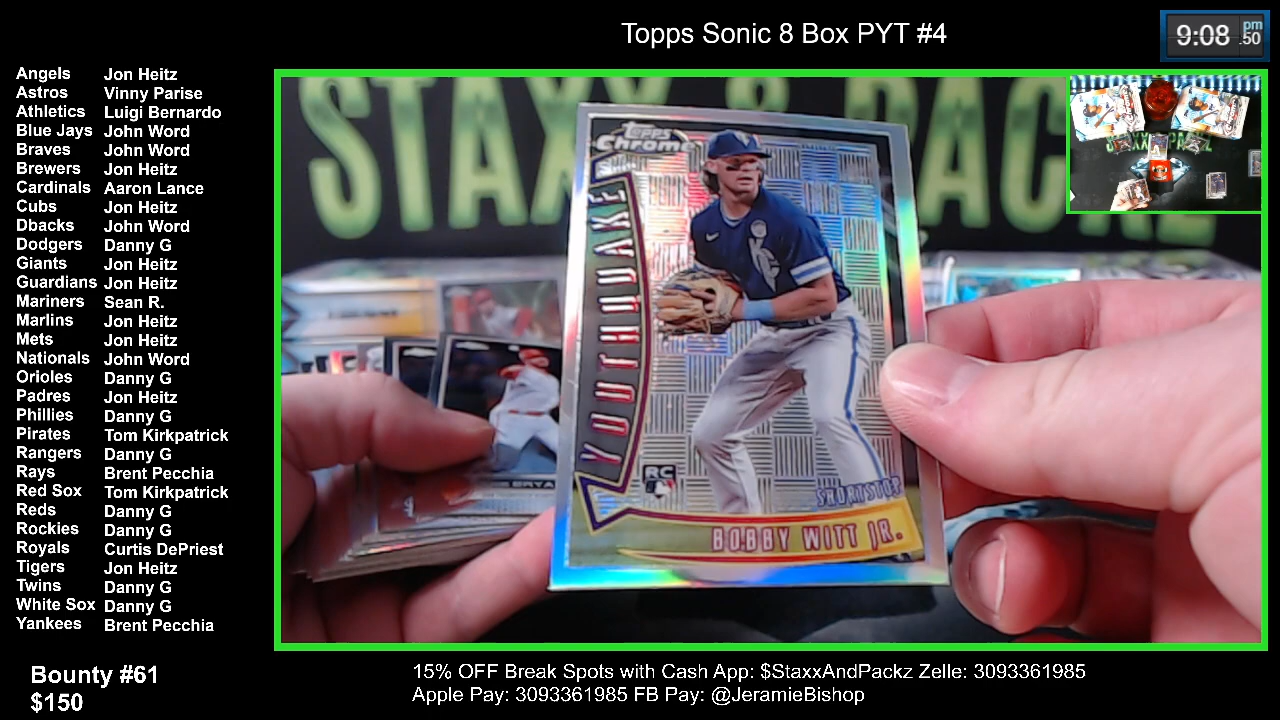 Topps Sonic 8 Box PYT #4
9:08 pm .50
Angels Jon Heitz
Astros Vinny Parise
Athletics Luigi Bernardo
Blue Jays John Word
Braves John Word
Brewers Jon Heitz
Cardinals Aaron Lance
Cubs Jon Heitz
Dbacks John Word
Dodgers Danny G
Giants Jon Heitz
Guardians Jon Heitz
Mariners Sean R.
Marlins Jon Heitz
Mets Jon Heitz
Nationals John Word
Orioles Danny G
Padres Jon Heitz
Phillies Danny G
Pirates Tom Kirkpatrick
Rangers Danny G
Rays Brent Pecchia
Red Sox Tom Kirkpatrick
Reds Danny G
Rockies Danny G
Royals Curtis DePriest
Tigers Jon Heitz
Twins Danny G
White Sox Danny G
Yankees Brent Pecchia
STAXX & PACKZ
Topps
Chrome
YOUTHQUAKE
KC
RC
SHORTSTOP
BOBBY WITT JR.
Bounty #61
$150
15% OFF Break Spots with Cash App: $StaxxAndPackz Zelle: 3093361985
Apple Pay: 3093361985 FB Pay: @JeramieBishop